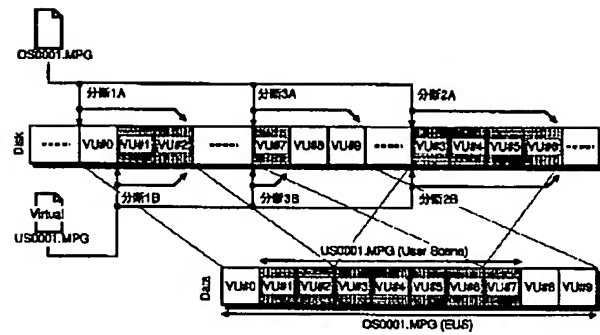 OS0001.MPG
分断1A
分断3A
分断2A
Disk
VU#0 VU#1 VU#2 VU#7 VU#8 VU#9 VU#3 VU#4 VU#5 VU#6
Virtual
US0001.MPG
分断1B
分断3B
分断2B
US0001.MPG (User Scene)
Data
VU#0 VU#1 VU#2 VU#3 VU#4 VU#5 VU#6 VU#7 VU#8 VU#9
OS0001.MPG (EUS)